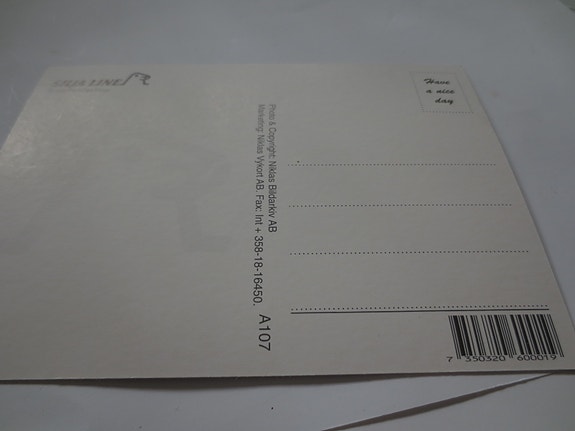 SILJA LINE
Have
a nice
day
Photo & Copyright: Niklas Bildarkiv AB
Marketing: Niklas Vykort AB. Fax: Int + 358-18-16450.
A107
7 350320 600019